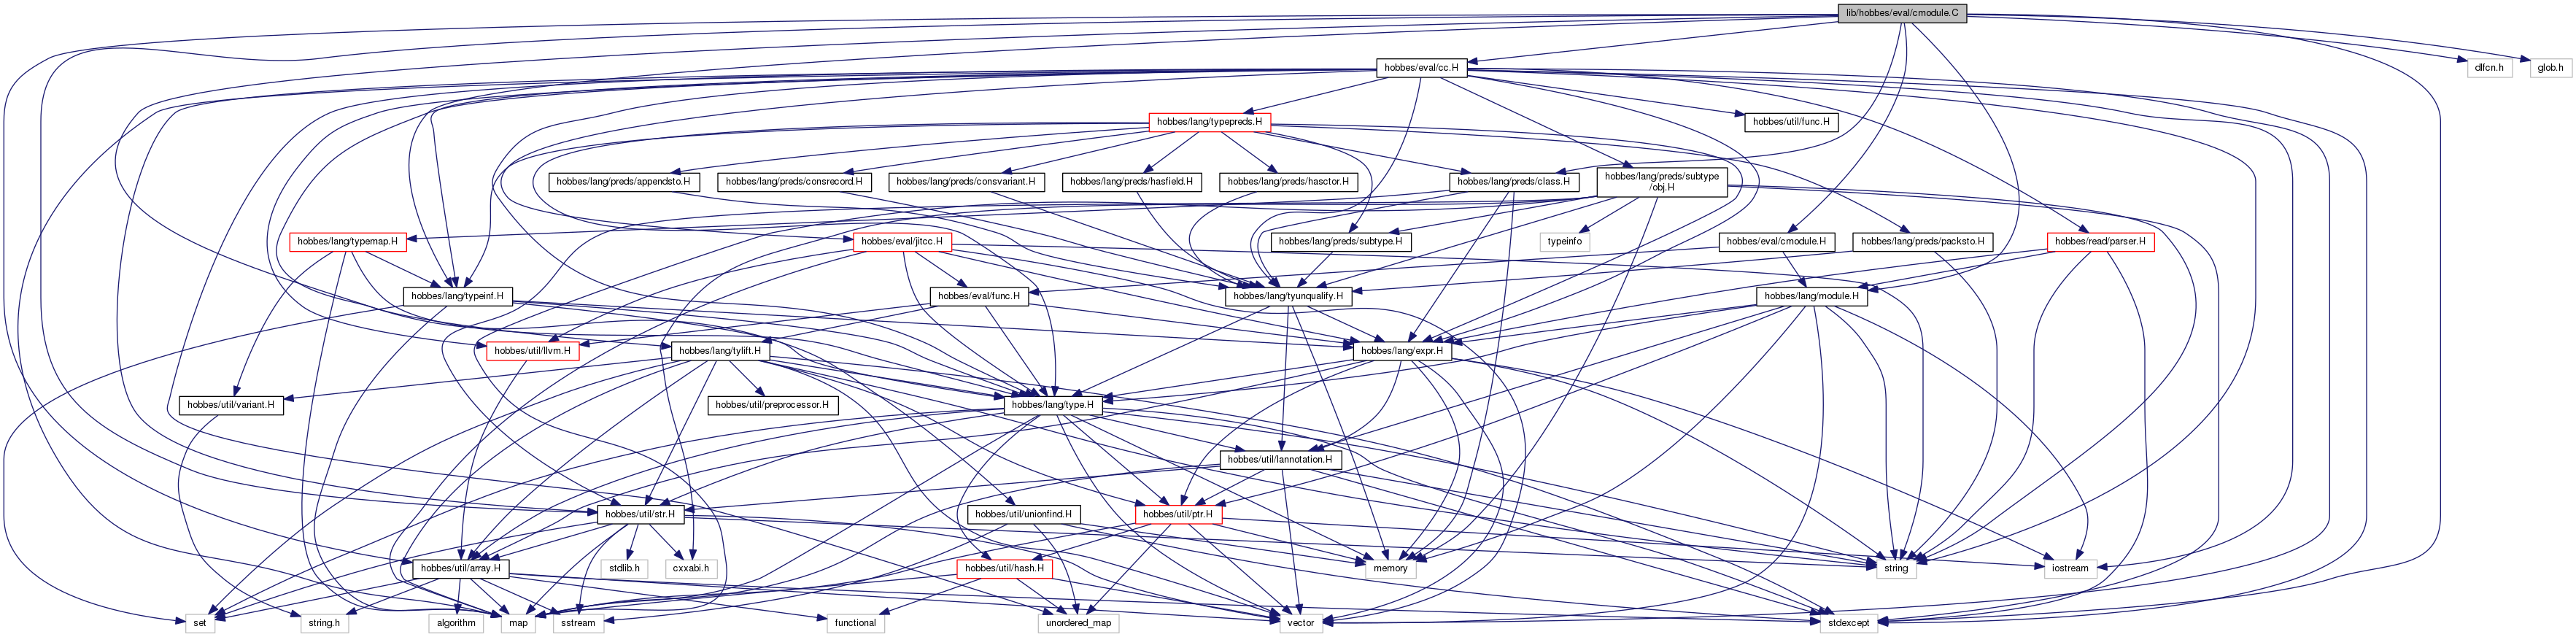 lib/hobbes/eval/cmodule.C
hobbes/eval/cc.H
dlfcn.h
glob.h
hobbes/lang/typepreds.H
hobbes/util/func.H
hobbes/lang/preds/appendsto.H
hobbes/lang/preds/consrecord.H
hobbes/lang/preds/consvariant.H
hobbes/lang/preds/hasfield.H
hobbes/lang/preds/hasctor.H
hobbes/lang/preds/class.H
hobbes/lang/preds/subtype
/obj.H
hobbes/lang/typemap.H
hobbes/eval/jitcc.H
hobbes/lang/preds/subtype.H
typeinfo
hobbes/eval/cmodule.H
hobbes/lang/preds/packsto.H
hobbes/read/parser.H
hobbes/lang/typeinf.H
hobbes/eval/func.H
hobbes/lang/tyunqualify.H
hobbes/lang/module.H
hobbes/util/llvm.H
hobbes/lang/tylift.H
hobbes/lang/expr.H
hobbes/util/variant.H
hobbes/util/preprocessor.H
hobbes/lang/type.H
hobbes/util/lannotation.H
hobbes/util/str.H
hobbes/util/unionfind.H
hobbes/util/ptr.H
hobbes/util/array.H
stdlib.h
cxxabi.h
hobbes/util/hash.H
memory
string
iostream
set
string.h
algorithm
map
sstream
functional
unordered_map
vector
stdexcept